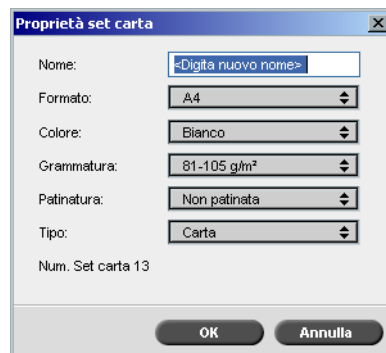 Proprietà set carta
Nome: <Digita nuovo nome>
Formato: A4
Colore: Bianco
Grammatura: 81-105 g/m²
Patinatura: Non patinata
Tipo: Carta
Num. Set carta 13
OK Annulla